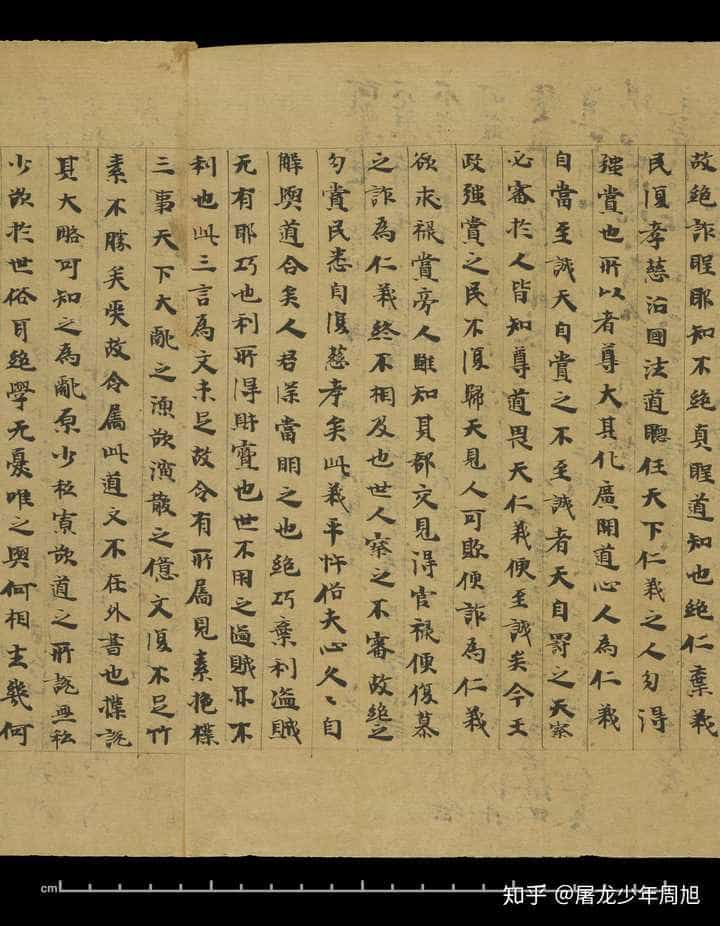 故絶詐聖耶知不絶真聖道知也絶仁棄義
民復孝慈治國法道聽任天下仁義之人勿得
強賞也所以者尊大其化廣開道心人為仁義
自當至誠天自賞之不至誠者天自罸之天察
必審於人皆知尊道畏天仁義便至誠矣今王
政強賞之民不復歸天見人可欺便詐為仁義
欲求祿賞旁人雖知其邪交見得官祿便復慕
之詐為仁義終不相及也世人察之不審故絶之
勿賞民悉自復慈孝矣此義平忤俗夫心久〻自
解與道合矣人君深當明之也絶巧棄利盜賊
无有耶巧也利所得財寶也世不用之盜賊亦不
利也此三言為文未足故令有所屬見素抱樸
三事天下大亂之源欲演散之億文復不足竹
素不勝矣故令屬此道文不在外書也揲說
其大略可知之為亂原少私寡欲道之所說無私
少欲於世俗耳絶學无憂唯之與何相去幾何
cm
知乎 @屠龙少年周旭